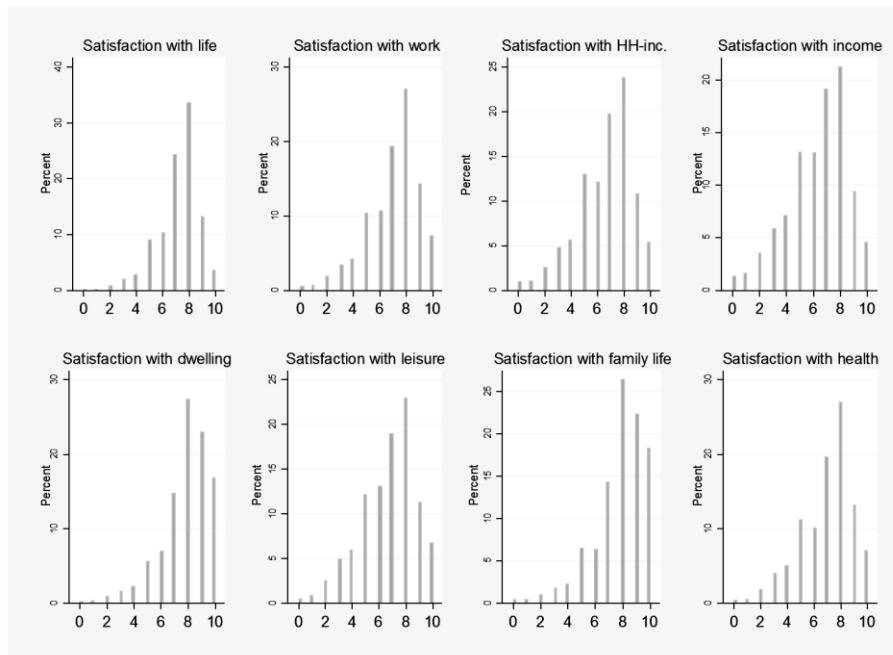 Satisfaction with life
Satisfaction with work
Satisfaction with HH-inc.
Satisfaction with income
Percent
0 10 20 30 40
0 2 4 6 8 10
Percent
0 10 20 30
0 2 4 6 8 10
Percent
0 5 10 15 20 25
0 2 4 6 8 10
Percent
0 5 10 15 20
0 2 4 6 8 10
Satisfaction with dwelling
Satisfaction with leisure
Satisfaction with family life
Satisfaction with health
Percent
0 10 20 30
0 2 4 6 8 10
Percent
0 5 10 15 20 25
0 2 4 6 8 10
Percent
0 5 10 15 20 25
0 2 4 6 8 10
Percent
0 10 20 30
0 2 4 6 8 10